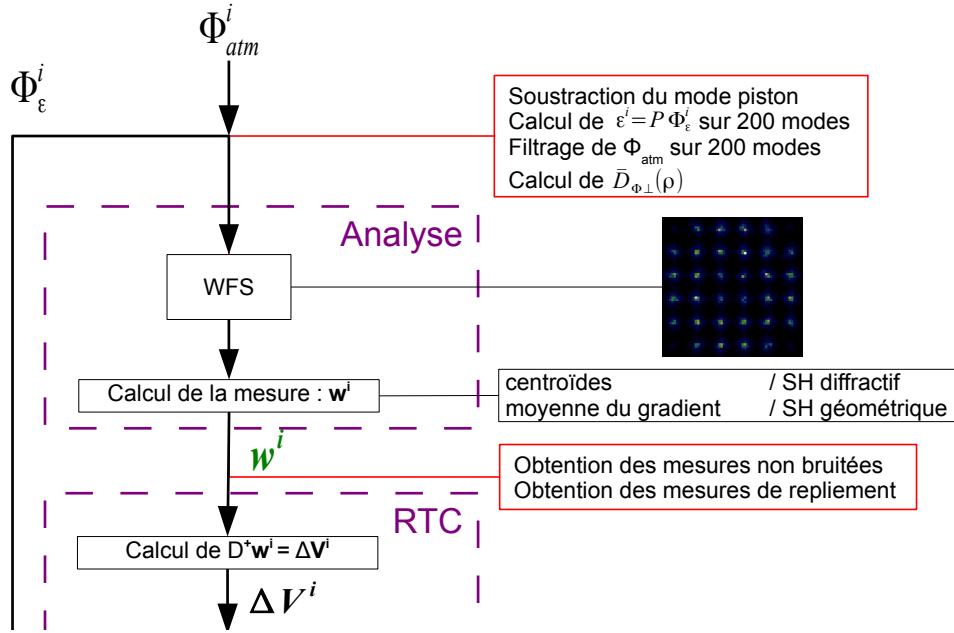 Φ^i_atm
Φ^i_ε
Soustraction du mode piston
Calcul de ε^i=P Φ^i_ε sur 200 modes
Filtrage de Φ_atm sur 200 modes
Calcul de D̄_Φ⊥(ρ)
Analyse
WFS
Calcul de la mesure : w^i
centroïdes / SH diffractif
moyenne du gradient / SH géométrique
w^i
Obtention des mesures non bruitées
Obtention des mesures de repliement
RTC
Calcul de D⁺w^i = ΔV^i
Δ V^i